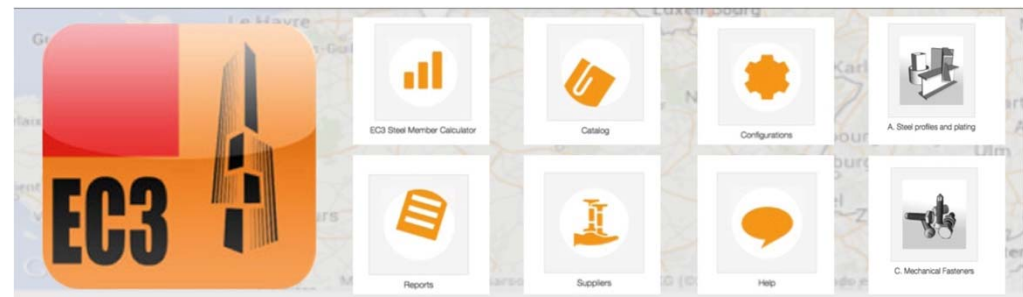 Le Havre
Luxembourg
EC3
EC3 Steel Member Calculator
Catalog
Configurations
A. Steel profiles and plating
Ulm
Reports
Suppliers
Help
C. Mechanical Fasteners